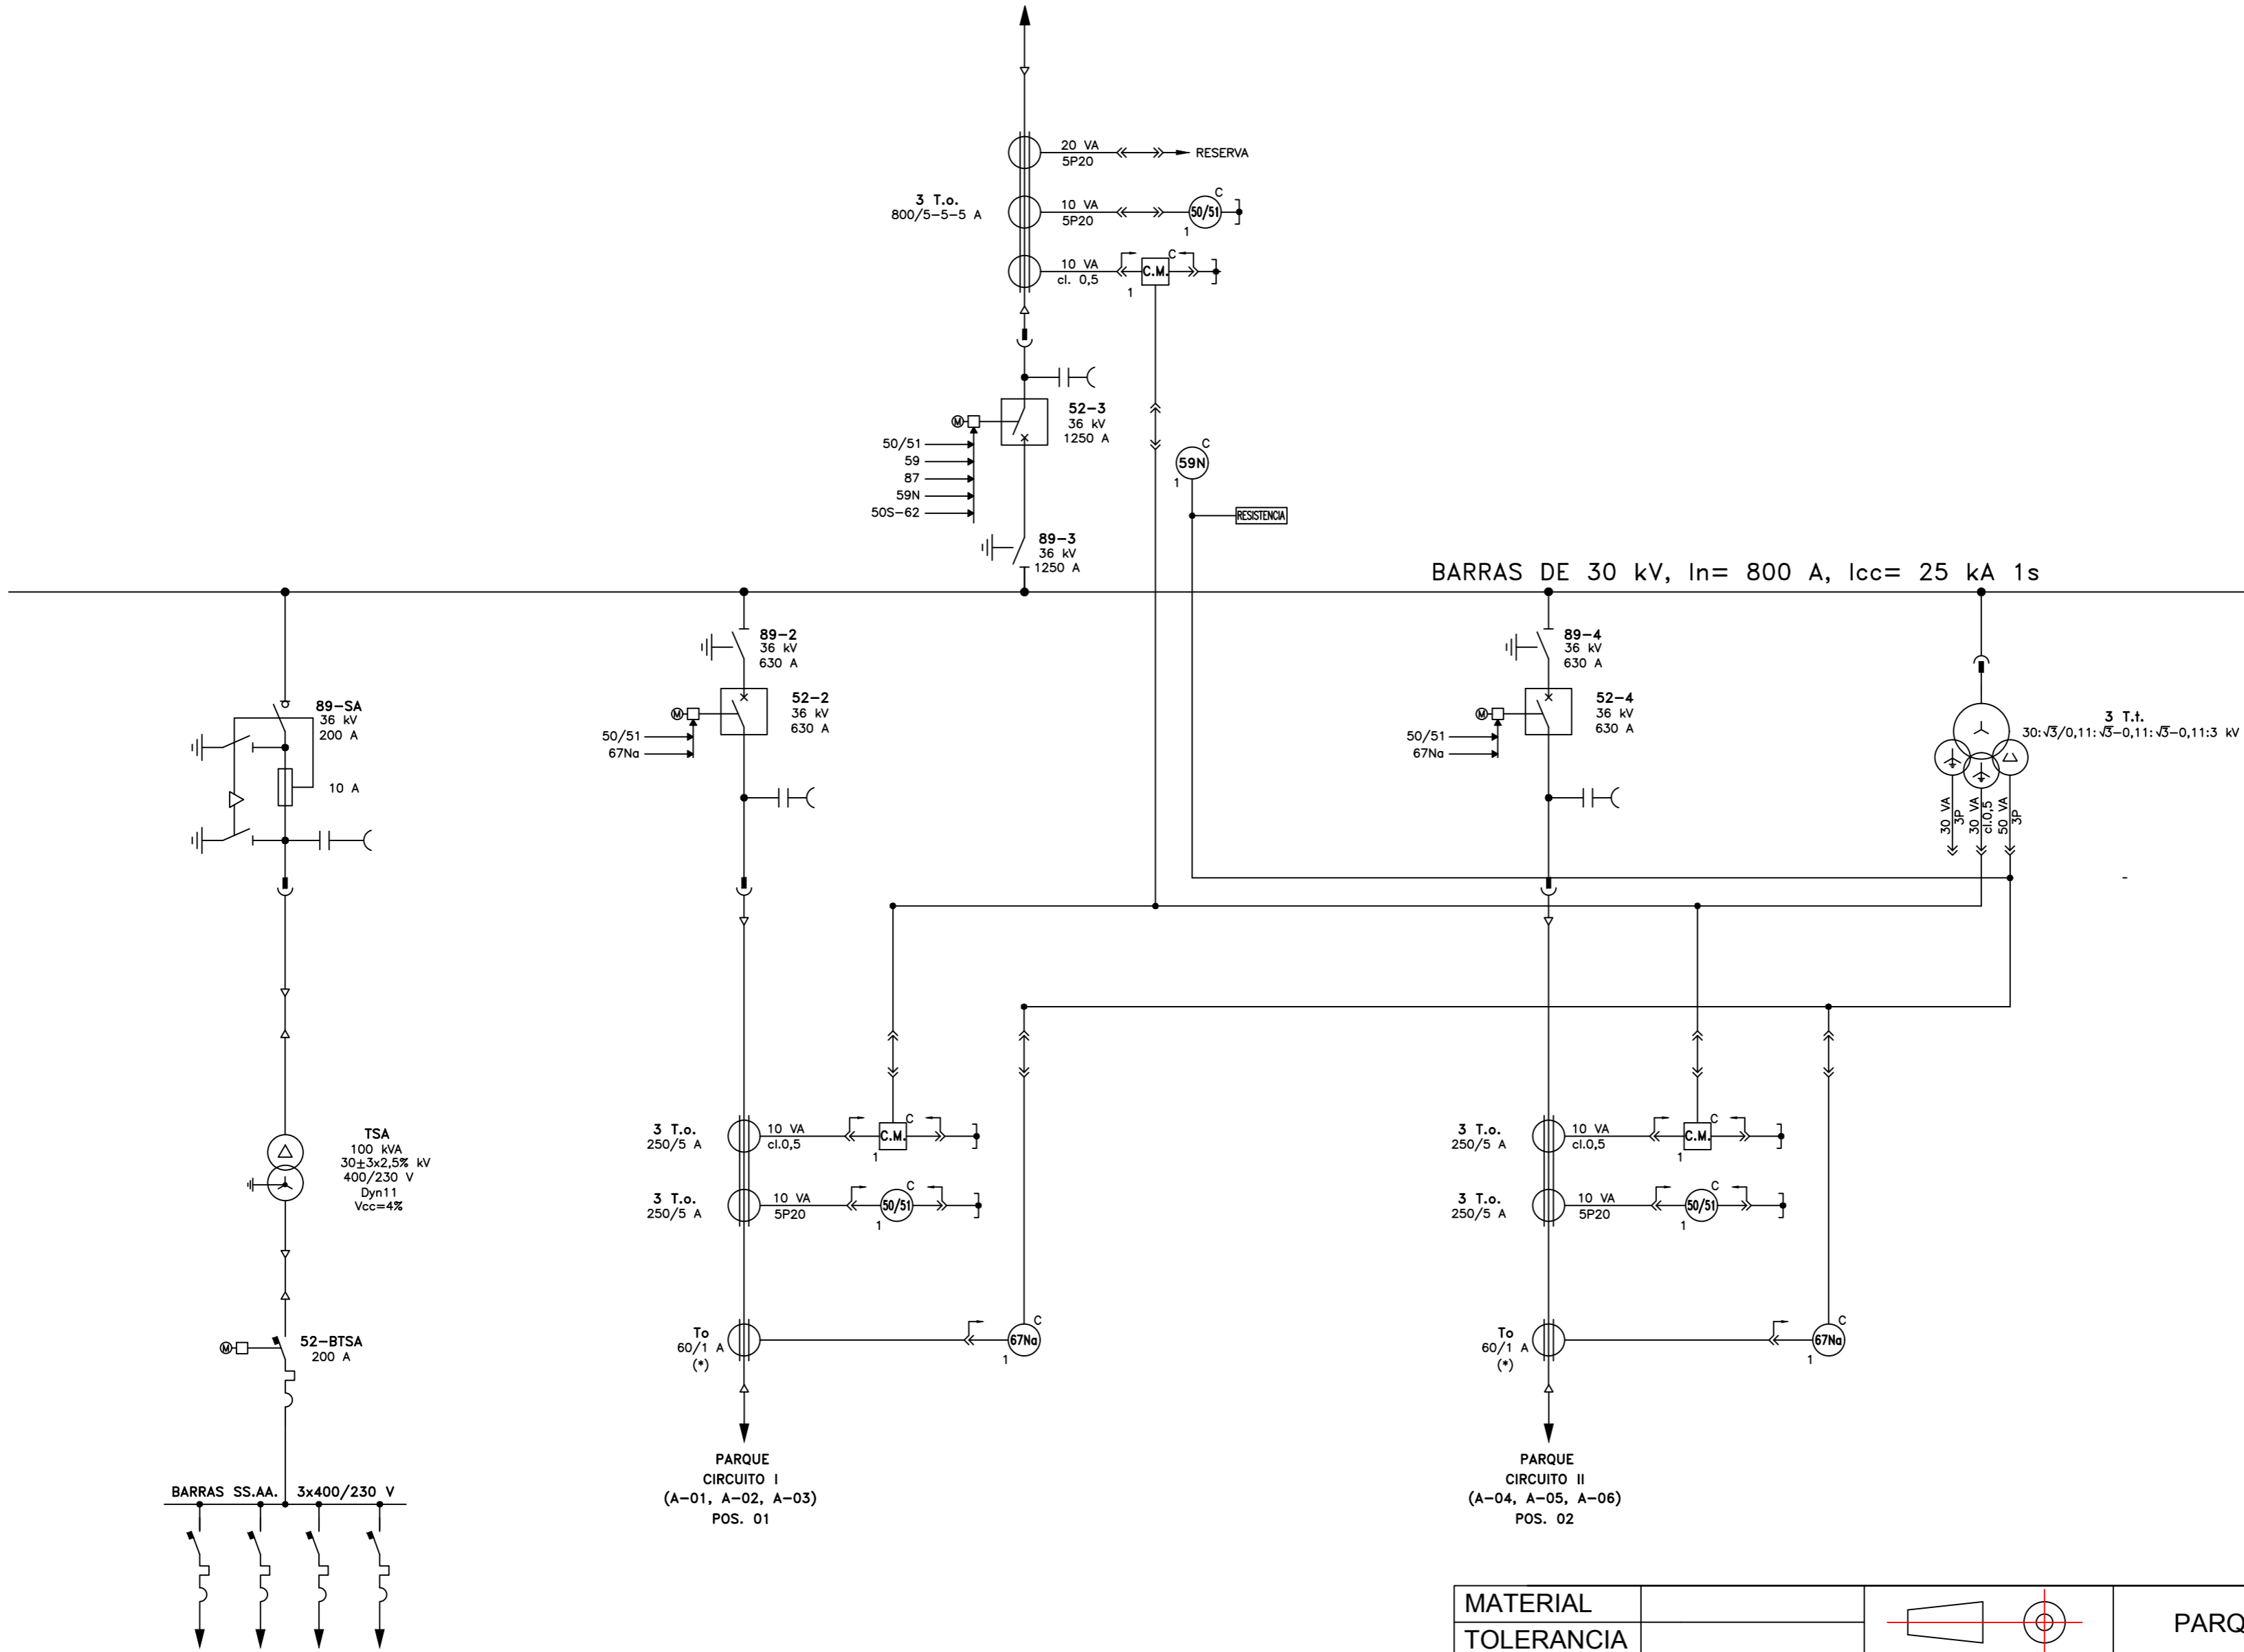 20 VA
5P20
RESERVA
3 T.o.
800/5-5-5 A
10 VA
5P20
50/51
C
1
10 VA
cl. 0,5
C.M.
C
1
52-3
36 kV
1250 A
M
50/51
59
87
59N
50S-62
59N
C
1
RESISTENCIA
89-3
36 kV
1250 A
BARRAS DE 30 kV, In= 800 A, Icc= 25 kA 1s
89-SA
36 kV
200 A
10 A
89-2
36 kV
630 A
52-2
36 kV
630 A
M
50/51
67Na
89-4
36 kV
630 A
52-4
36 kV
630 A
M
50/51
67Na
3 T.t.
30:√3/0,11:√3-0,11:√3-0,11:3 kV
30 VA
3P
30 VA
cl.0,5
50 VA
3P
TSA
100 kVA
30±3x2,5% kV
400/230 V
Dyn11
Vcc=4%
3 T.o.
250/5 A
10 VA
cl.0,5
C.M.
C
1
3 T.o.
250/5 A
10 VA
5P20
50/51
C
1
To
60/1 A
(*)
67Na
C
1
3 T.o.
250/5 A
10 VA
cl.0,5
C.M.
C
1
3 T.o.
250/5 A
10 VA
5P20
50/51
C
1
To
60/1 A
(*)
67Na
C
1
M
52-BTSA
200 A
BARRAS SS.AA. 3x400/230 V
PARQUE
CIRCUITO I
(A-01, A-02, A-03)
POS. 01
PARQUE
CIRCUITO II
(A-04, A-05, A-06)
POS. 02
MATERIAL
TOLERANCIA
PARQ